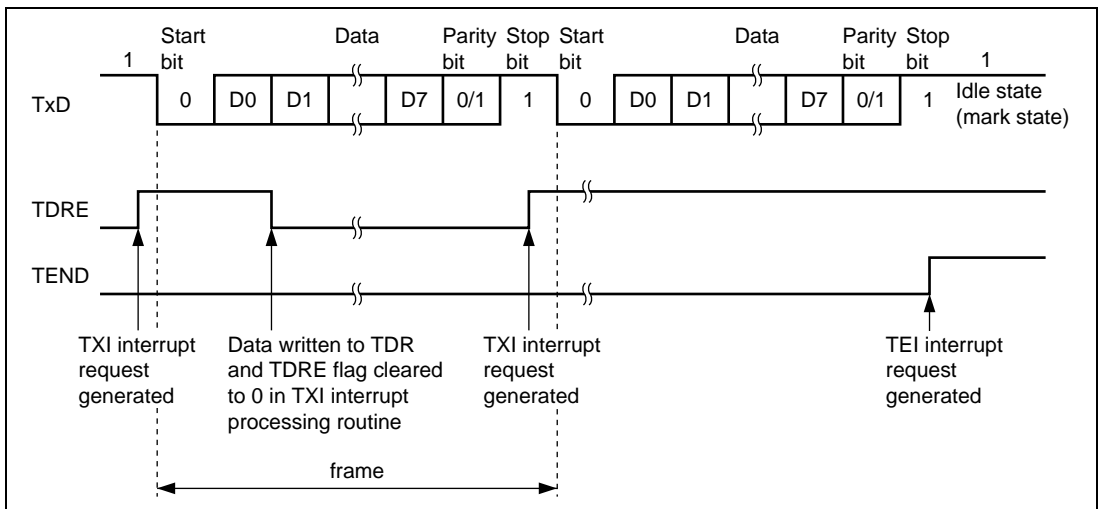 Start Data Parity Stop Start Data Parity Stop
1 bit bit bit bit bit bit 1
TxD 0 D0 D1 D7 0/1 1 0 D0 D1 D7 0/1 1 Idle state
(mark state)
TDRE
TEND
TXI interrupt
request
generated
Data written to TDR
and TDRE flag cleared
to 0 in TXI interrupt
processing routine
TXI interrupt
request
generated
TEI interrupt
request
generated
frame